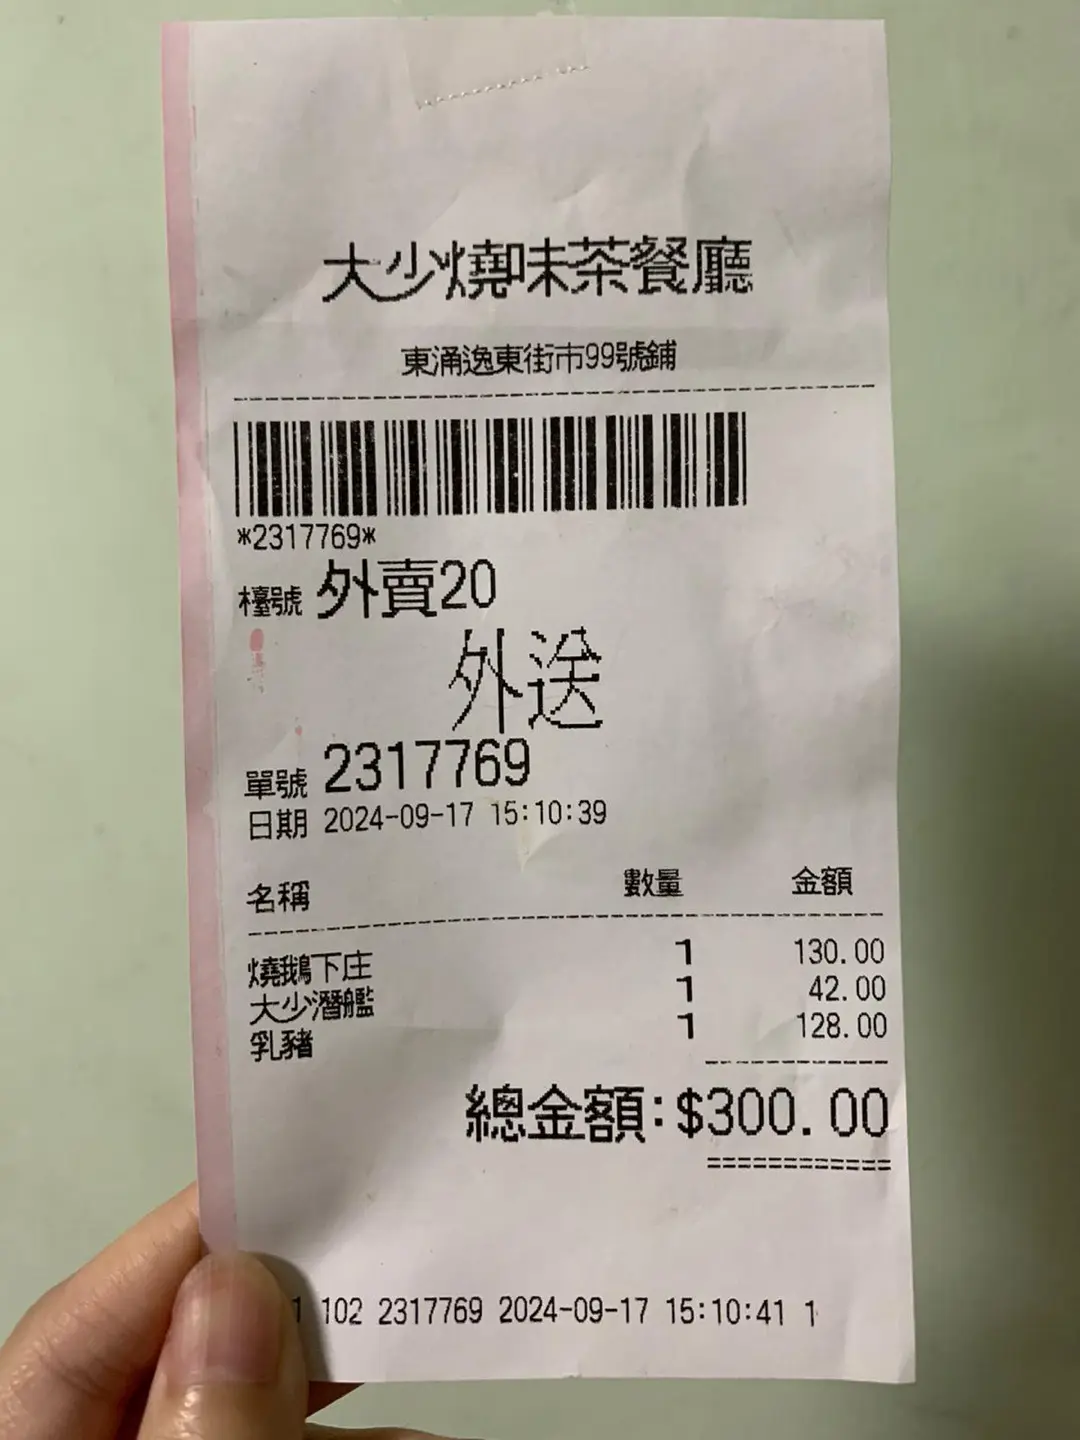 大少燒味茶餐廳
東涌逸東街市99號鋪
*2317769*
檯號 外賣20
外送
單號 2317769
日期 2024-09-17 15:10:39
名稱 數量 金額
燒鵝下庄 1 130.00
大少潛艦 1 42.00
乳豬 1 128.00
總金額:$300.00
1 102 2317769 2024-09-17 15:10:41 1